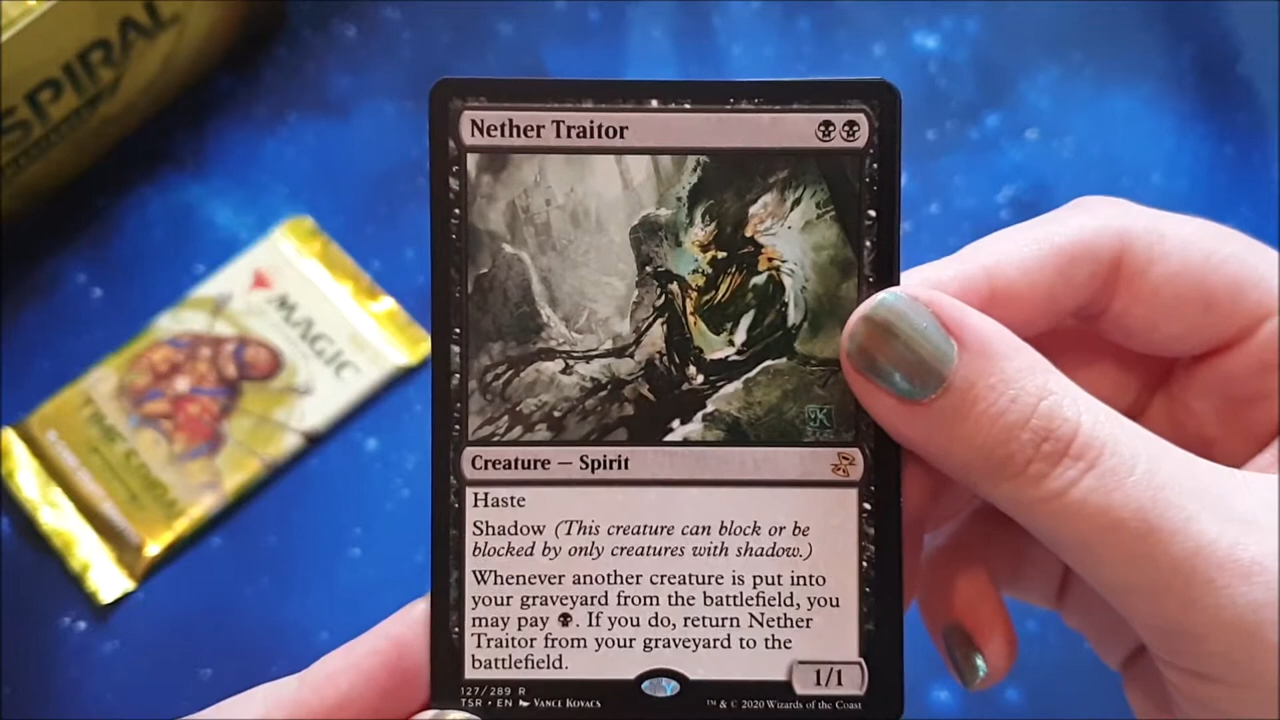 SPIRAL
MAGIC
Nether Traitor
JK
Creature — Spirit
Haste
Shadow (This creature can block or be
blocked by only creatures with shadow.)
Whenever another creature is put into
your graveyard from the battlefield, you
may pay . If you do, return Nether
Traitor from your graveyard to the
battlefield.
1/1
127/289 R
TSR • EN Vance Kovacs
™ & © 2020 Wizards of the Coast